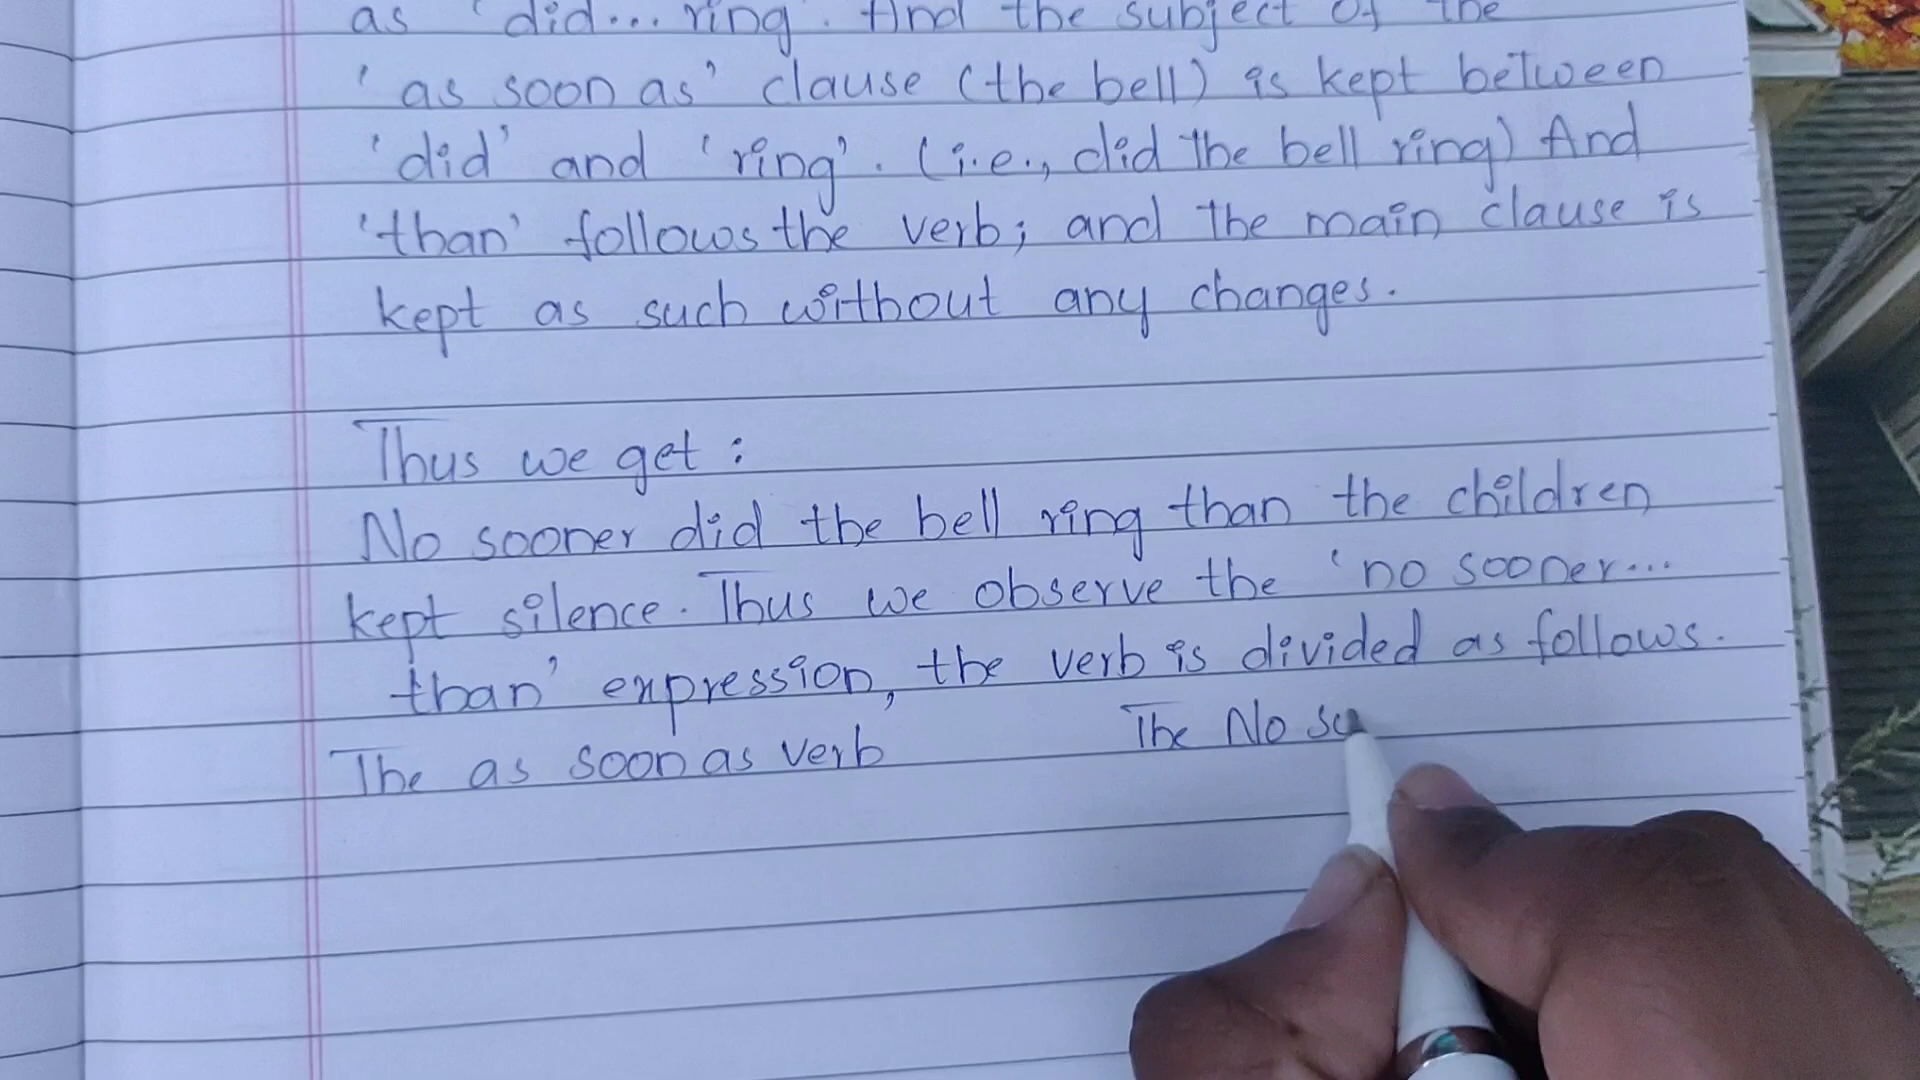 as 'did... ring. And the subject of the
'as soon as' clause (the bell) is kept between
'did' and 'ring'. (i.e., did the bell ring) And
'than' follows the verb; and the main clause is
kept as such without any changes.
Thus we get :
No sooner did the bell ring than the children
kept silence. Thus we observe the 'no sooner...
than' expression, the verb is divided as follows.
The as soon as verb The No so